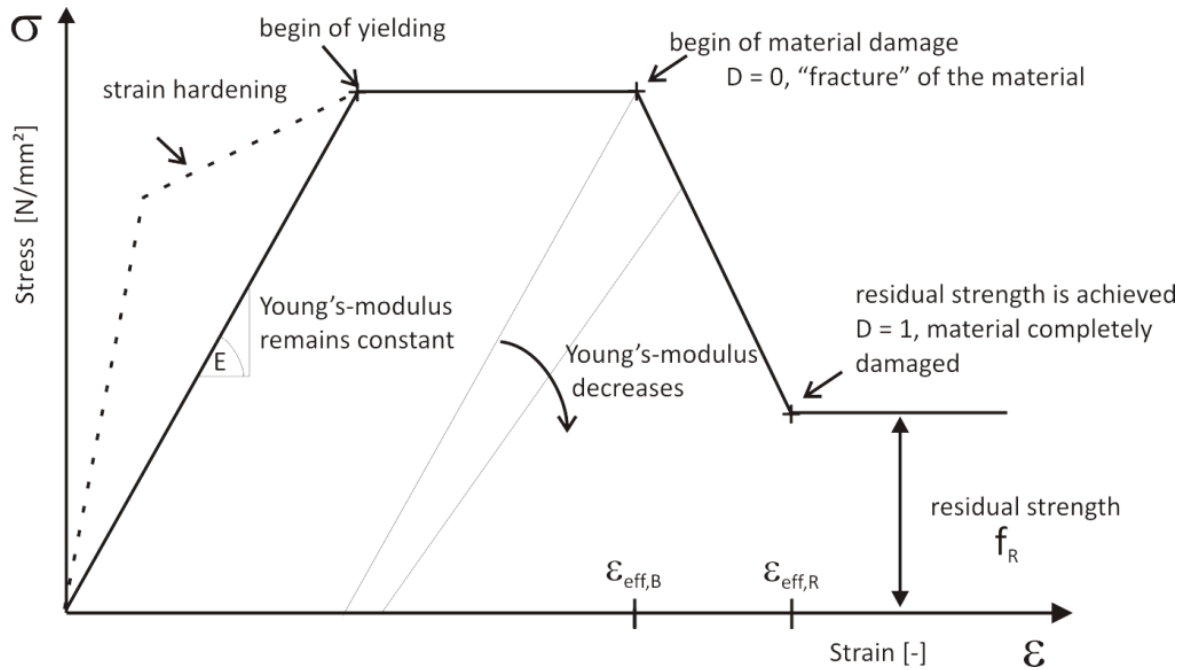 σ
begin of yielding
begin of material damage
D = 0, “fracture” of the material
strain hardening
Stress [N/mm²]
Young’s-modulus
remains constant
E
Young’s-modulus
decreases
residual strength is achieved
D = 1, material completely
damaged
residual strength
f_R
ε_eff,B
ε_eff,R
Strain [-]
ε